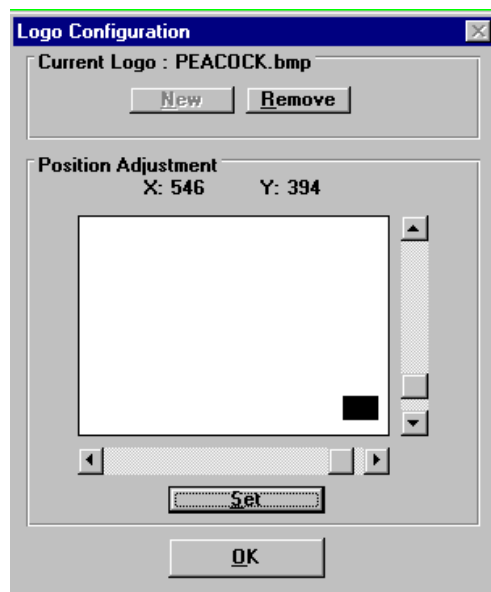 Logo Configuration
Current Logo : PEACOCK.bmp
New Remove
Position Adjustment
X: 546 Y: 394
Set
OK